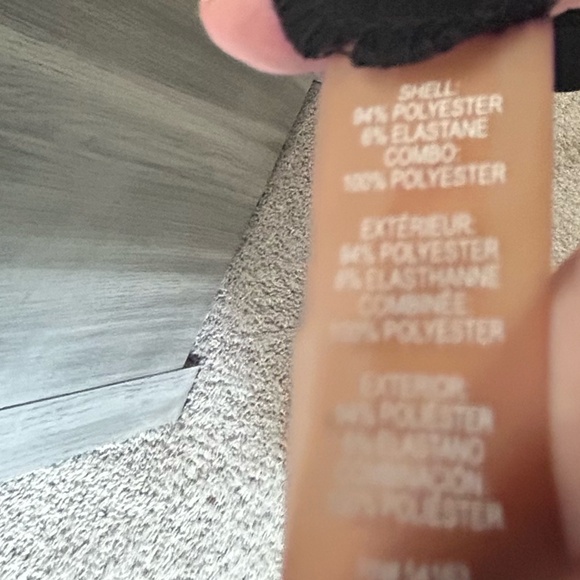 SHELL:
94% POLYESTER
6% ELASTANE
COMBO:
100% POLYESTER
EXTÉRIEUR:
94% POLYESTER
6% ELASTHANNE
COMBINÉE:
100% POLYESTER
EXTERIOR:
94% POLIÉSTER
6% ELASTANO
COMBINACIÓN:
100% POLIÉSTER